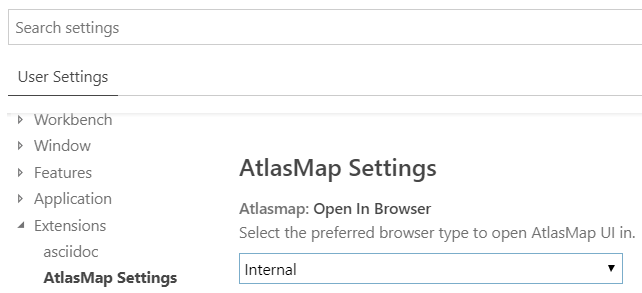 Search settings
User Settings
Workbench
Window
Features
Application
Extensions
asciidoc
AtlasMap Settings
AtlasMap Settings
Atlasmap: Open In Browser
Select the preferred browser type to open AtlasMap UI in.
Internal